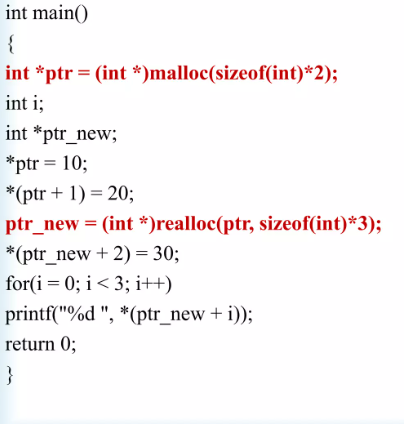 int main()
{
int *ptr = (int *)malloc(sizeof(int)*2);
int i;
int *ptr_new;
*ptr = 10;
*(ptr + 1) = 20;
ptr_new = (int *)realloc(ptr, sizeof(int)*3);
*(ptr_new + 2) = 30;
for(i = 0; i < 3; i++)
printf("%d ", *(ptr_new + i));
return 0;
}